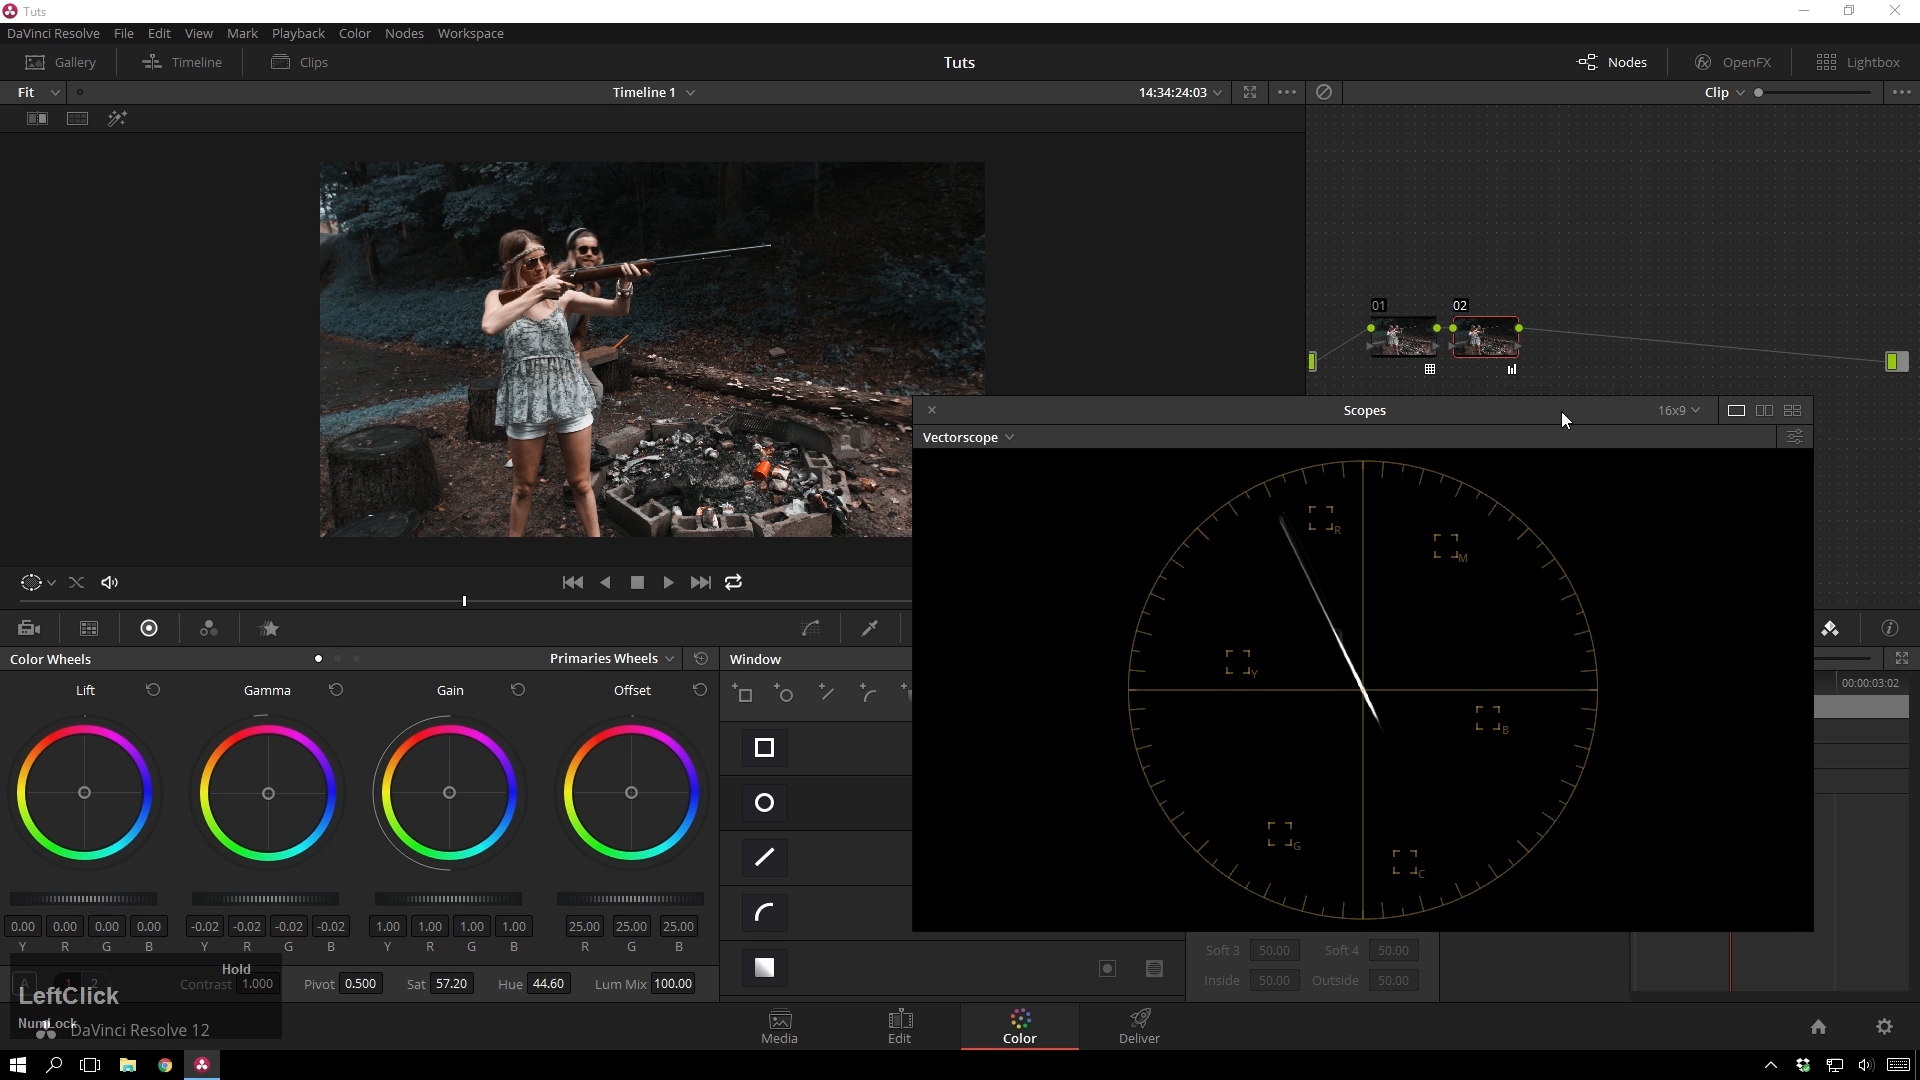 Tuts
DaVinci Resolve File Edit View Mark Playback Color Nodes Workspace
Gallery Timeline Clips Tuts Nodes OpenFX Lightbox
Fit Timeline 1 14:34:24:03 Clip
01 02
Scopes 16x9
Vectorscope
R
M
Y
B
G
C
Color Wheels Primaries Wheels Window
00:00:03:02
Lift Gamma Gain Offset
0.00 0.00 0.00 0.00 -0.02 -0.02 -0.02 -0.02 1.00 1.00 1.00 1.00 25.00 25.00 25.00
Y R G B Y R G B Y R G B R G B
Soft 3 50.00 Soft 4 50.00
Inside 50.00 Outside 50.00
A 1 2 Contrast 1.000 Pivot 0.500 Sat 57.20 Hue 44.60 Lum Mix 100.00
Hold
LeftClick
NumLock
DaVinci Resolve 12
Media Edit Color Deliver